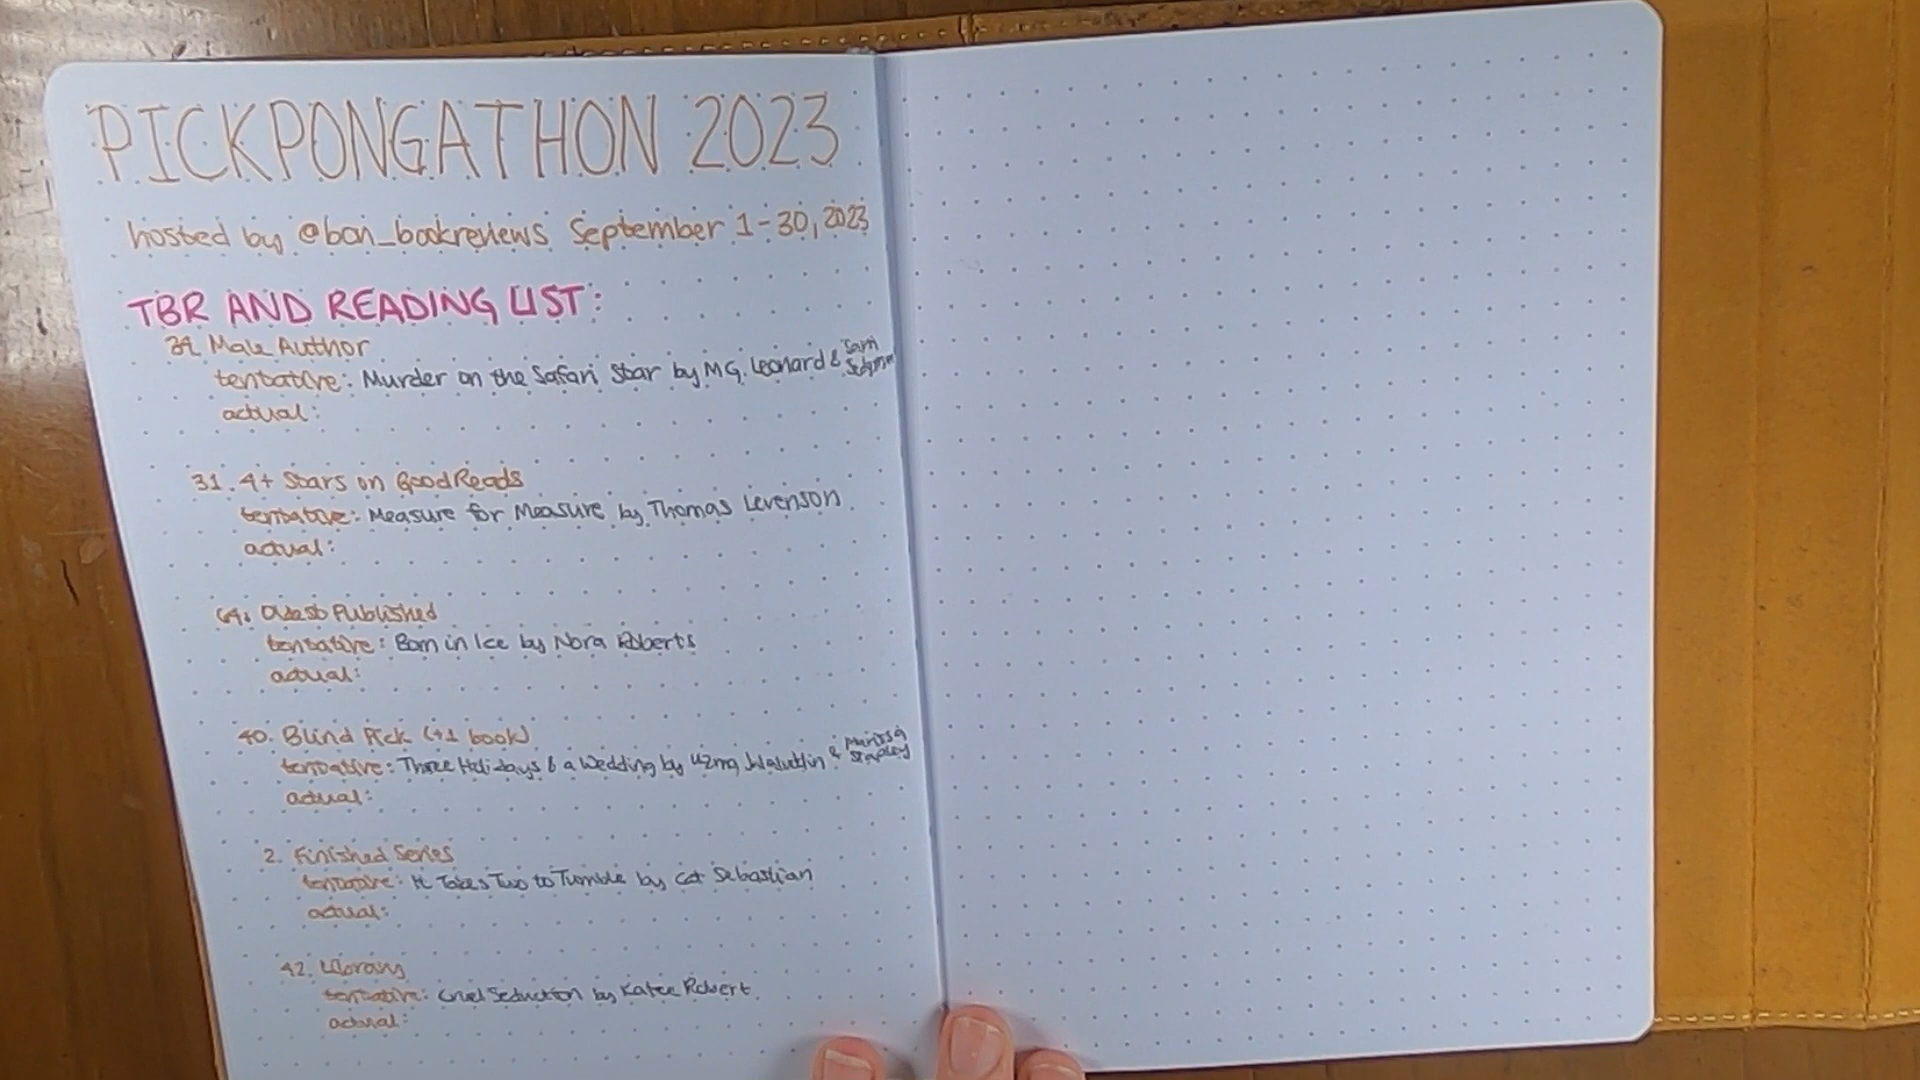 PICKPONGATHON 2023
hosted by @bcn_bookreviews September 1-30, 2023
TBR AND READING LIST:
Male Author
tentative: Murder on the Safari Star by M.G. Leonard & Sam
actual:
31. 4+ Stars on GoodReads
tentative: Measure for Measure by Thomas Levenson
actual:
Oldest Published
tentative: Born in Ice by Nora Roberts
actual:
40. Blind Pick (+1 book)
tentative: Three Holidays & a Wedding by Uzma Jalaluddin & Marissa Stapley
actual:
2. Finished Series
tentative: It Takes Two to Tumble by Cat Sebastian
actual:
42. Library
tentative: Cruel Seduction by Katee Robert
actual: